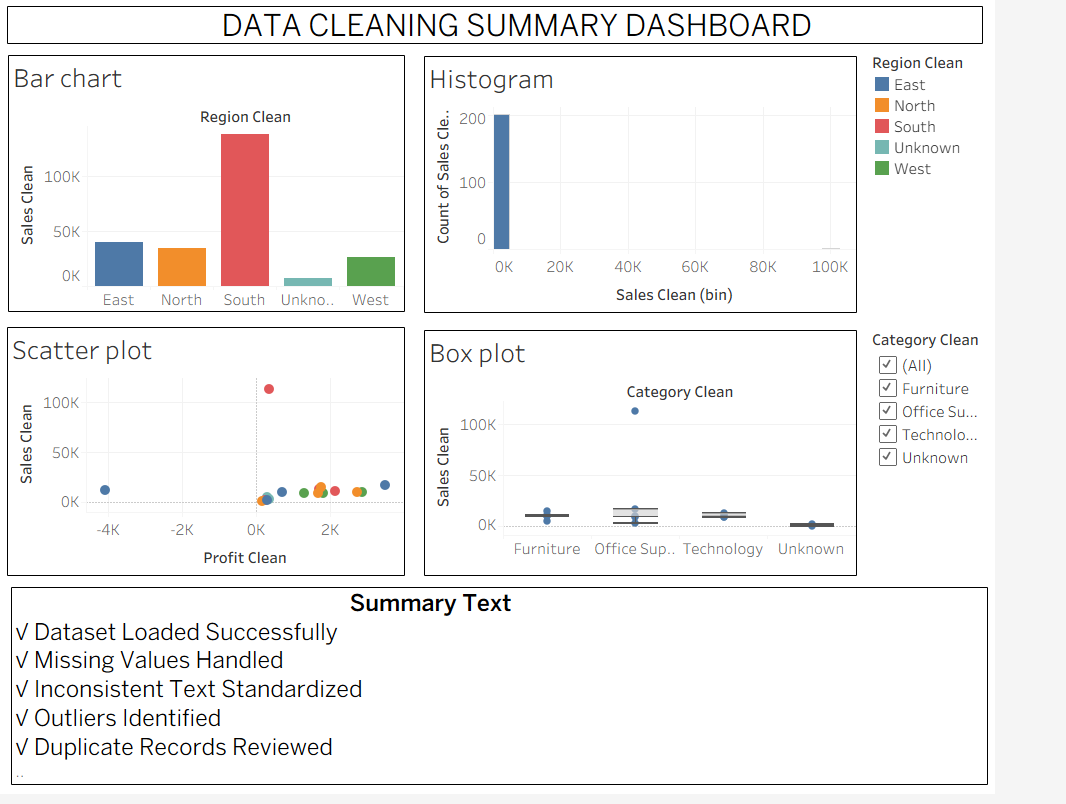 DATA CLEANING SUMMARY DASHBOARD
Bar chart
Region Clean
Sales Clean
100K
50K
0K
East North South Unkno.. West
Histogram
Count of Sales Cle..
200
100
0
0K 20K 40K 60K 80K 100K
Sales Clean (bin)
Region Clean
East
North
South
Unknown
West
Scatter plot
Sales Clean
100K
50K
0K
-4K -2K 0K 2K
Profit Clean
Box plot
Category Clean
Sales Clean
100K
50K
0K
Furniture Office Sup.. Technology Unknown
Category Clean
(All)
Furniture
Office Su...
Technolo...
Unknown
Summary Text
√ Dataset Loaded Successfully
√ Missing Values Handled
√ Inconsistent Text Standardized
√ Outliers Identified
√ Duplicate Records Reviewed
..